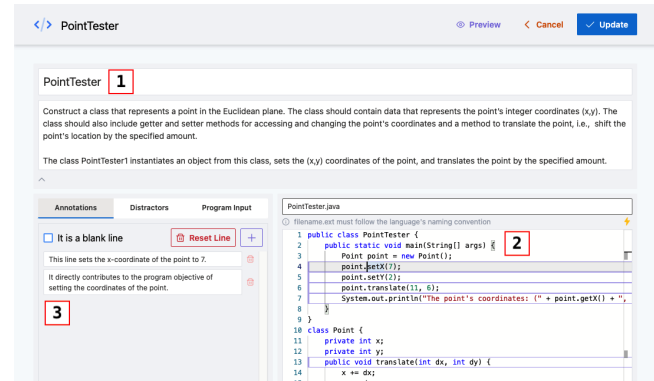 </> PointTester
Preview
Cancel
Update
PointTester
1
Construct a class that represents a point in the Euclidean plane. The class should contain data that represents the point's integer coordinates (x,y). The
class should also include getter and setter methods for accessing and changing the point's coordinates and a method to translate the point, i.e., shift the
point's location by the specified amount.
The class PointTester1 instantiates an object from this class, sets the (x,y) coordinates of the point, and translates the point by the specified amount.
Annotations
Distractors
Program Input
It is a blank line
Reset Line
+
This line sets the x-coordinate of the point to 7.
It directly contributes to the program objective of
setting the coordinates of the point.
3
PointTester.java
filename.ext must follow the language's naming convention
2
1 public class PointTester {
2 public static void main(String[] args) {
3 Point point = new Point();
4 point.setX(7);
5 point.setY(2);
6 point.translate(11, 6);
7 System.out.println("The point's coordinates: (" + point.getX() + ",
8 }
9 }
10 class Point {
11 private int x;
12 private int y;
13 public void translate(int dx, int dy) {
14 x += dx;